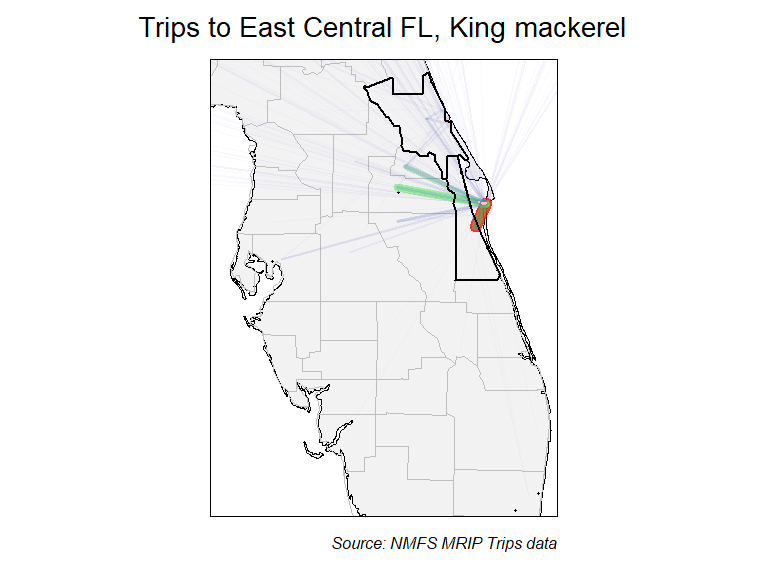 Trips to East Central FL, King mackerel
Source: NMFS MRIP Trips data